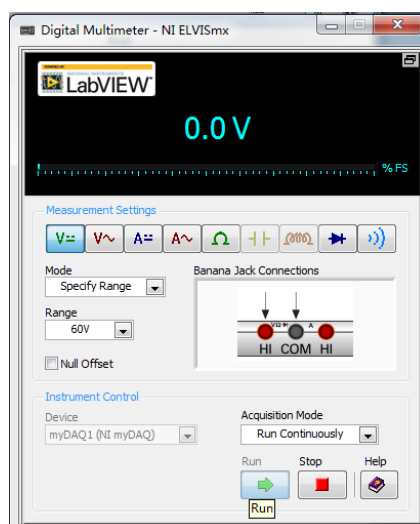 Digital Multimeter - NI ELVISmx
LabVIEW
0.0 V
% FS
Measurement Settings
V= V~ A= A~ Ω
Mode
Banana Jack Connections
Specify Range
Range
60V
VΩ A
HI COM HI
Null Offset
Instrument Control
Device
Acquisition Mode
myDAQ1 (NI myDAQ)
Run Continuously
Run Stop Help
Run